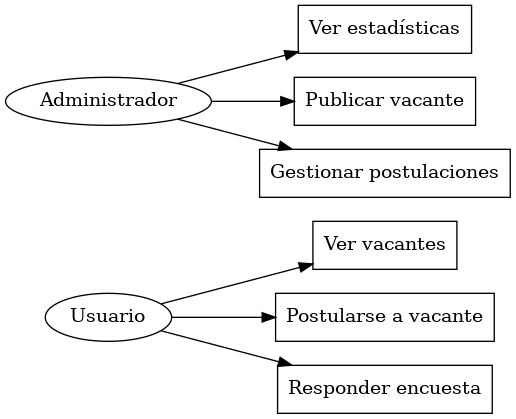 Ver estadísticas
Administrador
Publicar vacante
Gestionar postulaciones
Ver vacantes
Usuario
Postularse a vacante
Responder encuesta